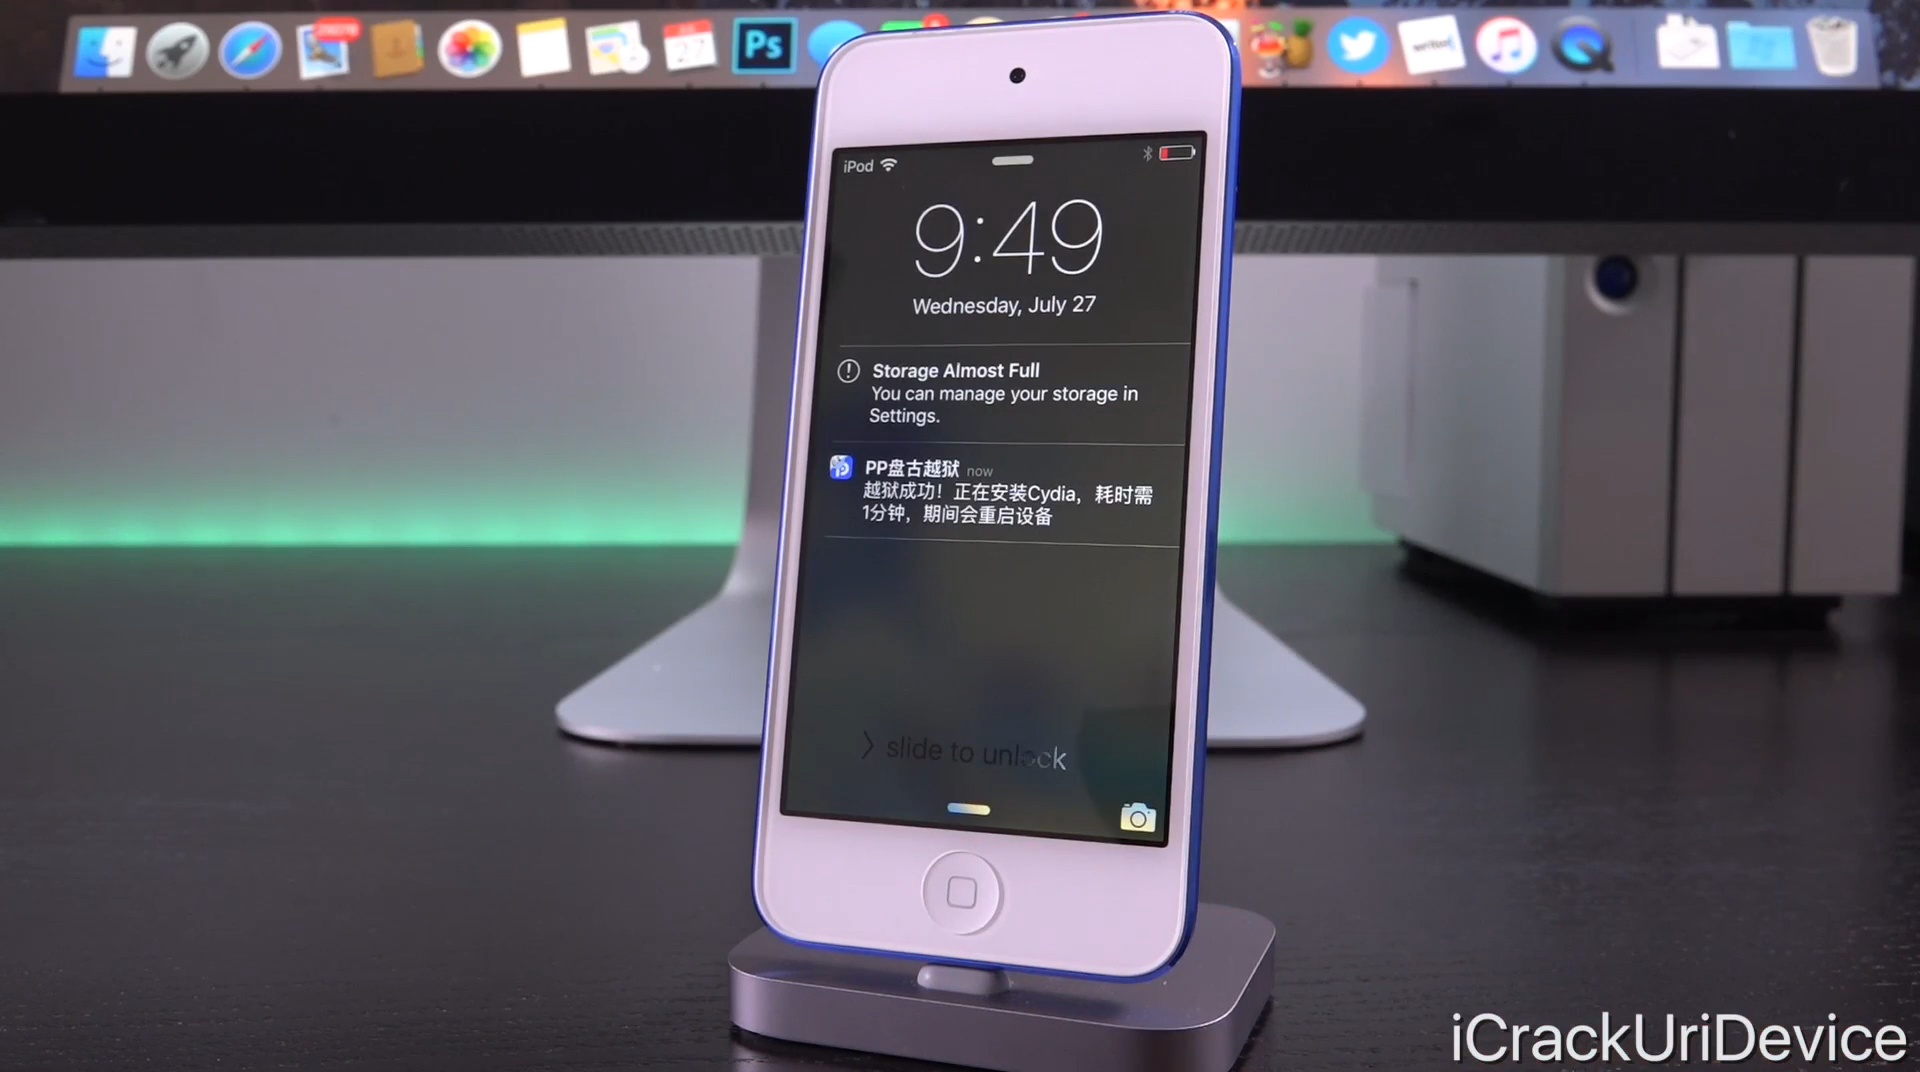 Ps
27
writer
iPod
9:49
Wednesday, July 27
Storage Almost Full
You can manage your storage in
Settings.
PP盘古越狱 now
越狱成功！正在安装Cydia，耗时需
1分钟，期间会重启设备
slide to unlock
iCrackUriDevice